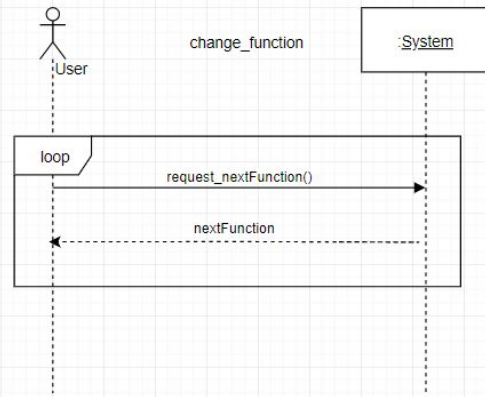 change_function
:System
User
loop
request_nextFunction()
nextFunction